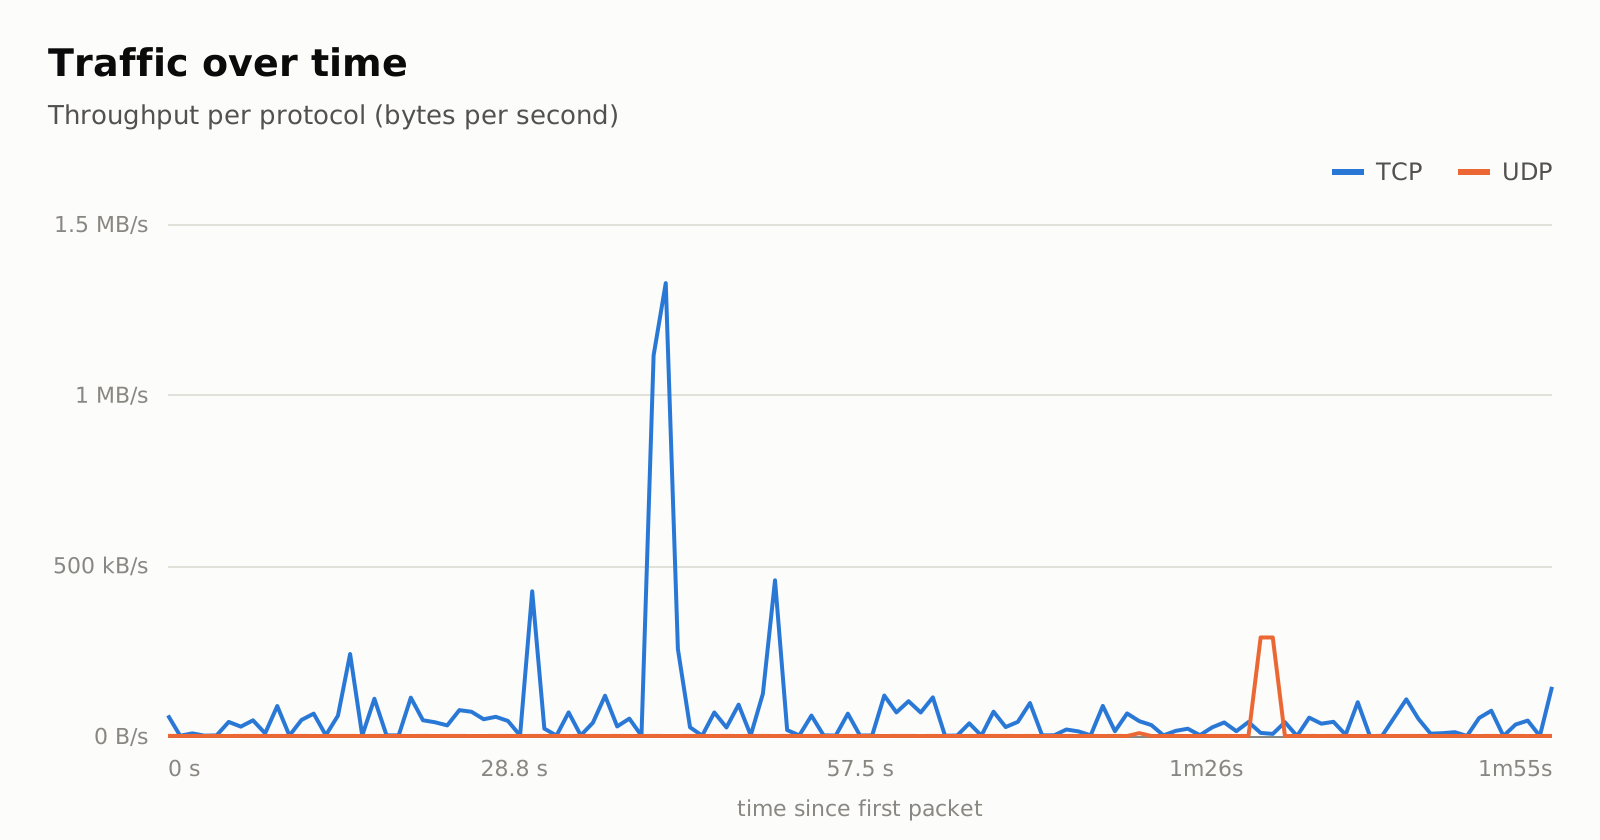 Traffic over time
Throughput per protocol (bytes per second)
TCP UDP
1.5 MB/s
1 MB/s
500 kB/s
0 B/s
0 s 28.8 s 57.5 s 1m26s 1m55s
time since first packet